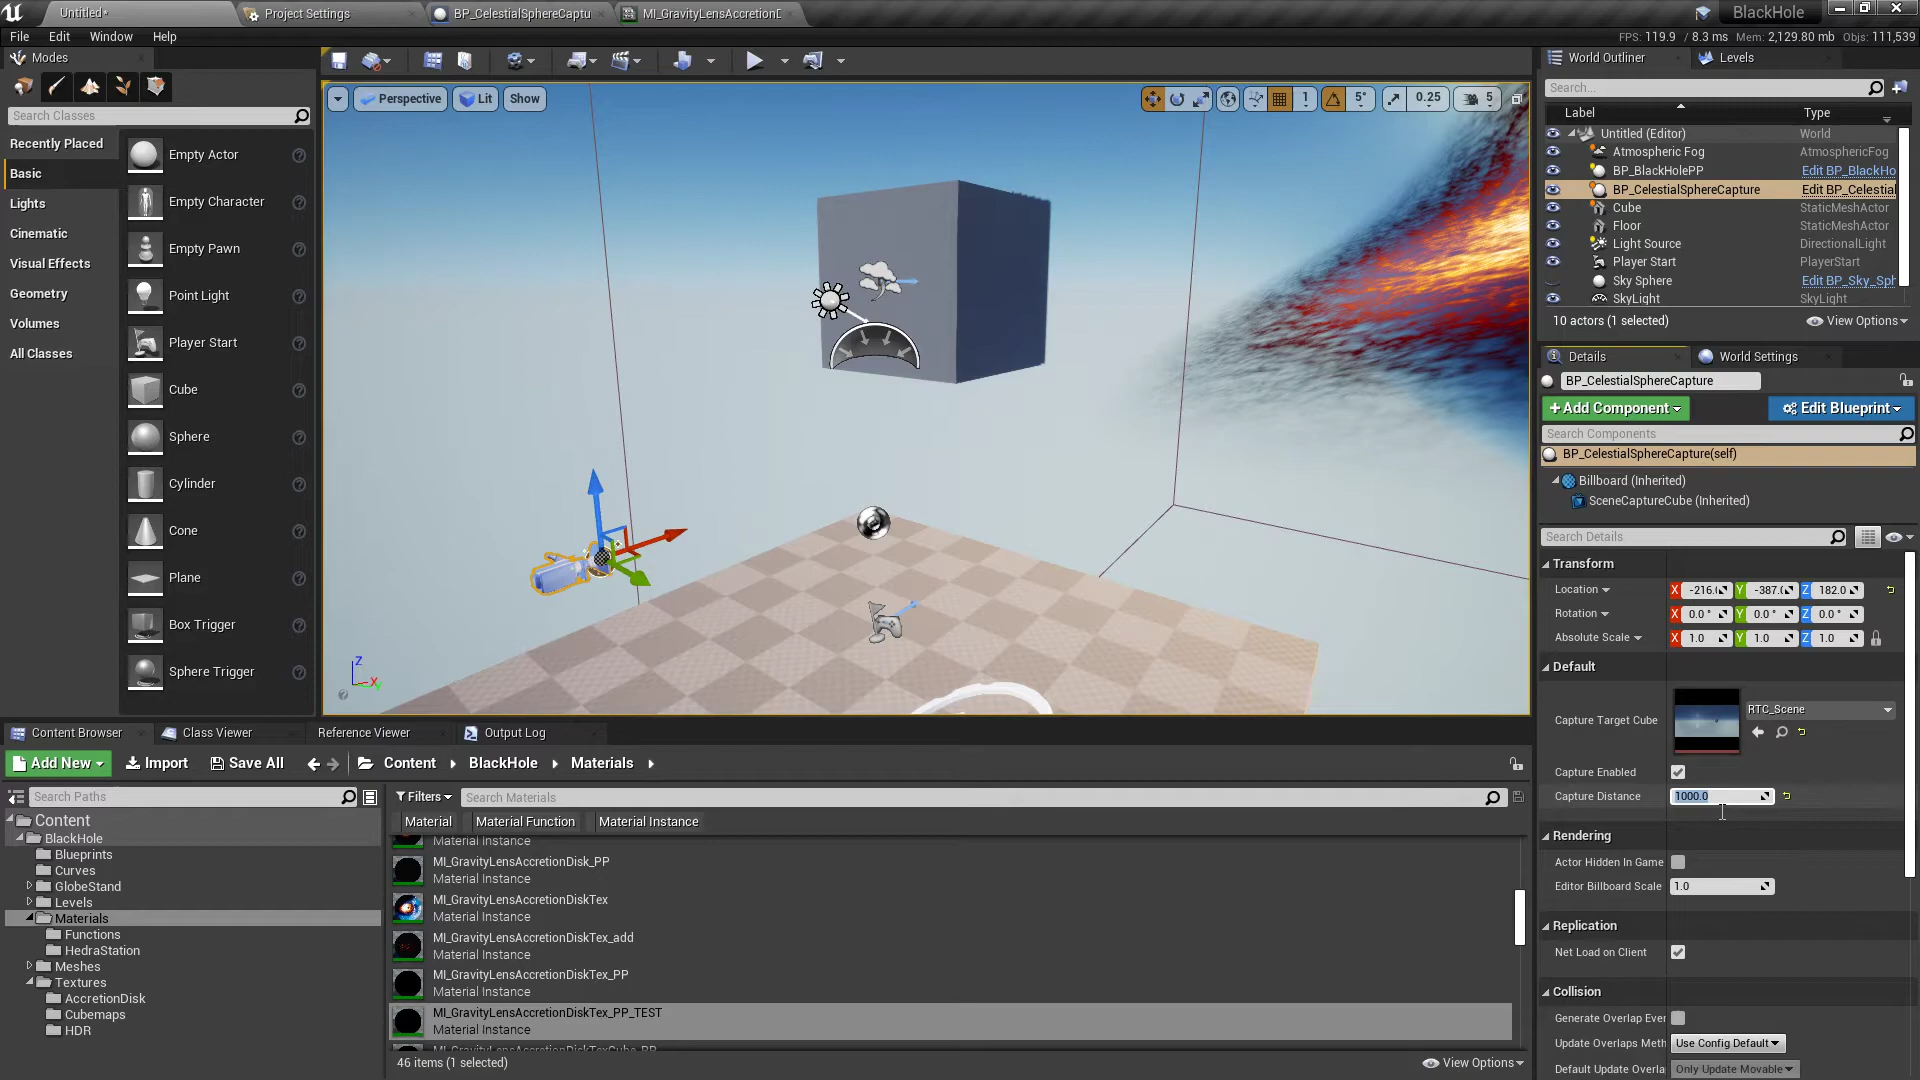 Untitled*
Project Settings
BP_CelestialSphereCaptu
MI_GravityLensAccretionD
BlackHole
File Edit Window Help
FPS: 119.9 / 8.3 ms Mem: 2,129.80 mb Objs: 111,539
Modes
Search Classes
Recently Placed
Basic
Lights
Cinematic
Visual Effects
Geometry
Volumes
All Classes
Empty Actor
Empty Character
Empty Pawn
Point Light
Player Start
Cube
Sphere
Cylinder
Cone
Plane
Box Trigger
Sphere Trigger
Perspective Lit Show
1 5° 0.25 5
Z
X
Y
World Outliner Levels
Search...
Label Type
Untitled (Editor) World
Atmospheric Fog AtmosphericFog
BP_BlackHolePP Edit BP_BlackHo
BP_CelestialSphereCapture Edit BP_Celestial
Cube StaticMeshActor
Floor StaticMeshActor
Light Source DirectionalLight
Player Start PlayerStart
Sky Sphere Edit BP_Sky_Sph
SkyLight SkyLight
10 actors (1 selected) View Options
Details World Settings
BP_CelestialSphereCapture
+Add Component Edit Blueprint
Search Components
BP_CelestialSphereCapture(self)
Billboard (Inherited)
SceneCaptureCube (Inherited)
Search Details
Transform
Location X -216.( Y -387.( Z 182.0
Rotation X 0.0 ° Y 0.0 ° Z 0.0 °
Absolute Scale X 1.0 Y 1.0 Z 1.0
Default
Capture Target Cube RTC_Scene
Capture Enabled
Capture Distance 1000.0
Rendering
Actor Hidden In Game
Editor Billboard Scale 1.0
Replication
Net Load on Client
Collision
Generate Overlap Ever
Update Overlaps Meth Use Config Default
Default Update Overla Only Update Movable
Content Browser Class Viewer Reference Viewer Output Log
Add New Import Save All Content BlackHole Materials
Search Paths
Filters Search Materials
Material Material Function Material Instance
Content
BlackHole
Blueprints
Curves
GlobeStand
Levels
Materials
Functions
HedraStation
Meshes
Textures
AccretionDisk
Cubemaps
HDR
Material Instance
MI_GravityLensAccretionDisk_PP
Material Instance
MI_GravityLensAccretionDiskTex
Material Instance
MI_GravityLensAccretionDiskTex_add
Material Instance
MI_GravityLensAccretionDiskTex_PP
Material Instance
MI_GravityLensAccretionDiskTex_PP_TEST
Material Instance
MI_GravityLensAccretionDiskTexCube_PP
46 items (1 selected) View Options